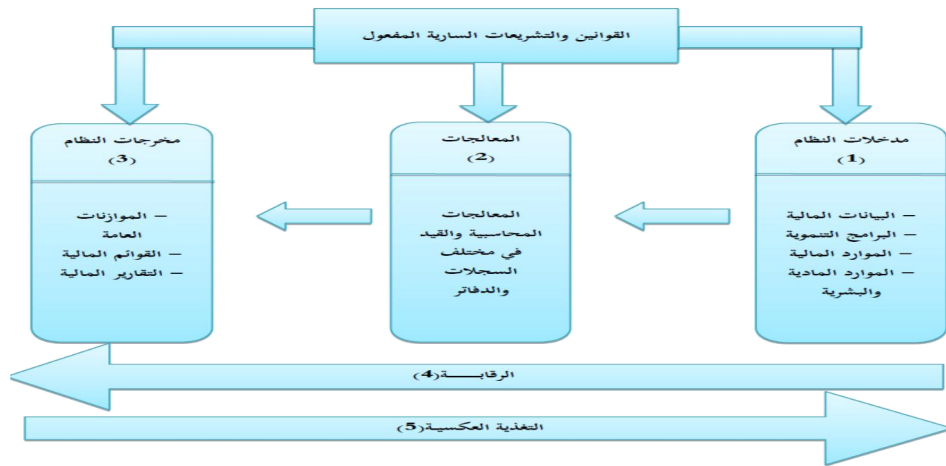 القوانين والتشريعات السارية المفعول
مدخلات النظام
(1)
– البيانات المالية
– البرامج التنموية
– الموارد المالية
– الموارد المادية
والبشرية
المعالجات
(2)
المعالجات
المحاسبية والقيد
في مختلف
السجلات
والدفاتر
مخرجات النظام
(3)
– الموازنات
العامة
– القوائم المالية
– التقارير المالية
الرقابـــــة(4)
التغذية العكسية(5)